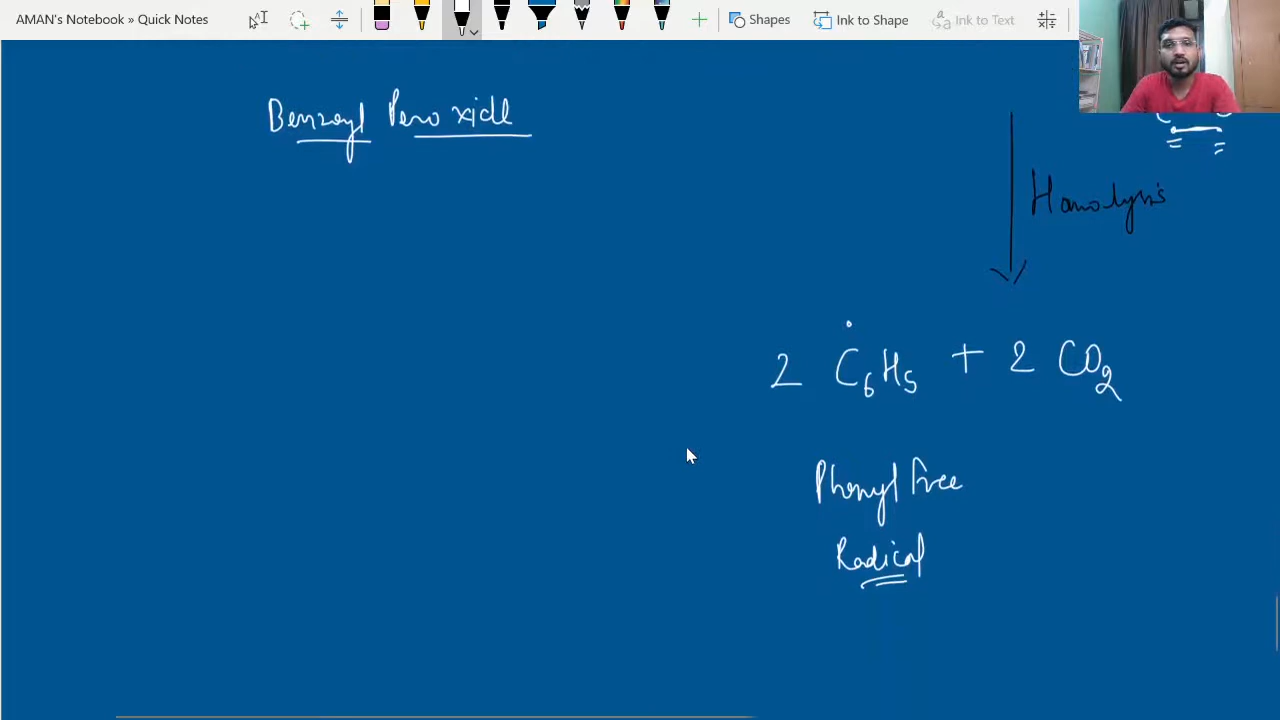 AMAN's Notebook » Quick Notes
Shapes
Ink to Shape
Ink to Text
Benzoyl Peroxide
Homolysis
2 Ċ₆H₅ + 2 CO₂
Phenyl Free
Radical